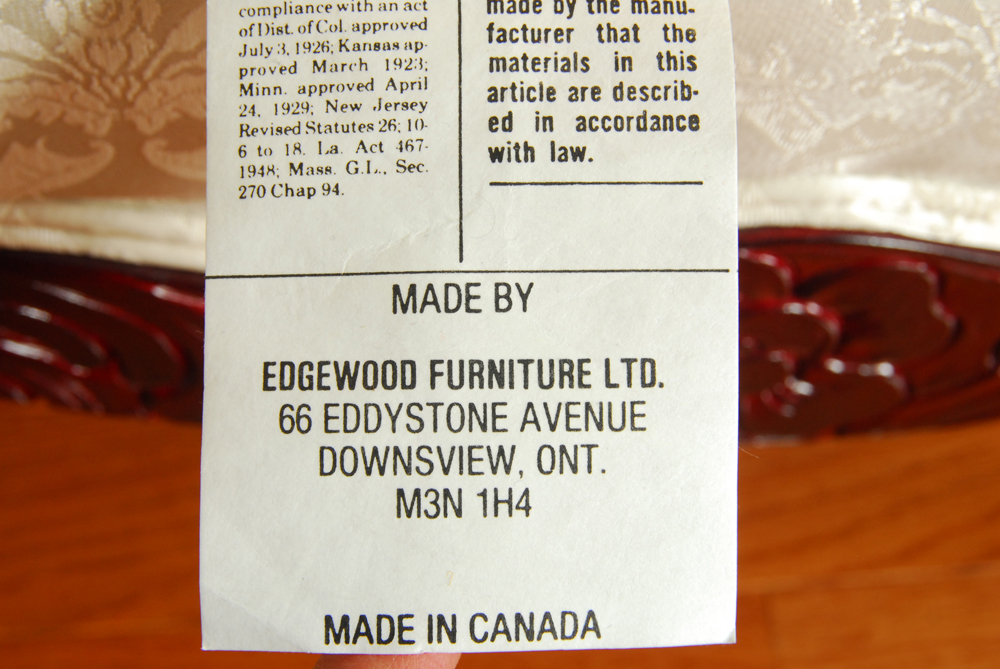 compliance with an act
of Dist. of Col. approved
July 3, 1926; Kansas ap-
proved March 1923;
Minn. approved April
24, 1929; New Jersey
Revised Statutes 26; 10-
6 to 18. La. Act 467-
1948; Mass. G.L., Sec.
270 Chap 94.
made by the manu-
facturer that the
materials in this
article are describ-
ed in accordance
with law.
MADE BY
EDGEWOOD FURNITURE LTD.
66 EDDYSTONE AVENUE
DOWNSVIEW, ONT.
M3N 1H4
MADE IN CANADA